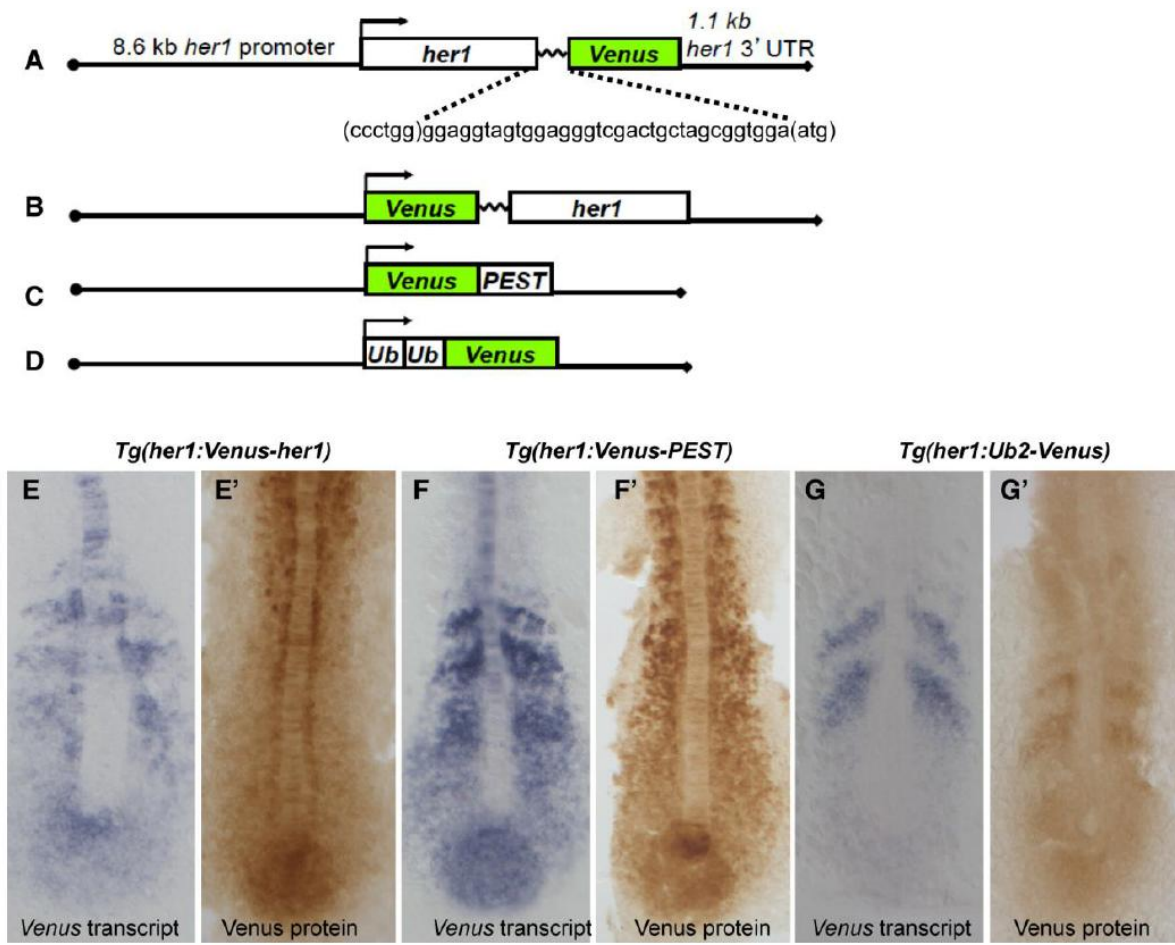 A
8.6 kb her1 promoter
her1
Venus
1.1 kb
her1 3' UTR
(ccctgg)ggaggtagtggagggtcgactgctagcggtgga(atg)
B
Venus
her1
C
Venus
PEST
D
Ub
Ub
Venus
Tg(her1:Venus-her1)
Tg(her1:Venus-PEST)
Tg(her1:Ub2-Venus)
E
E'
F
F'
G
G'
Venus transcript
Venus protein
Venus transcript
Venus protein
Venus transcript
Venus protein